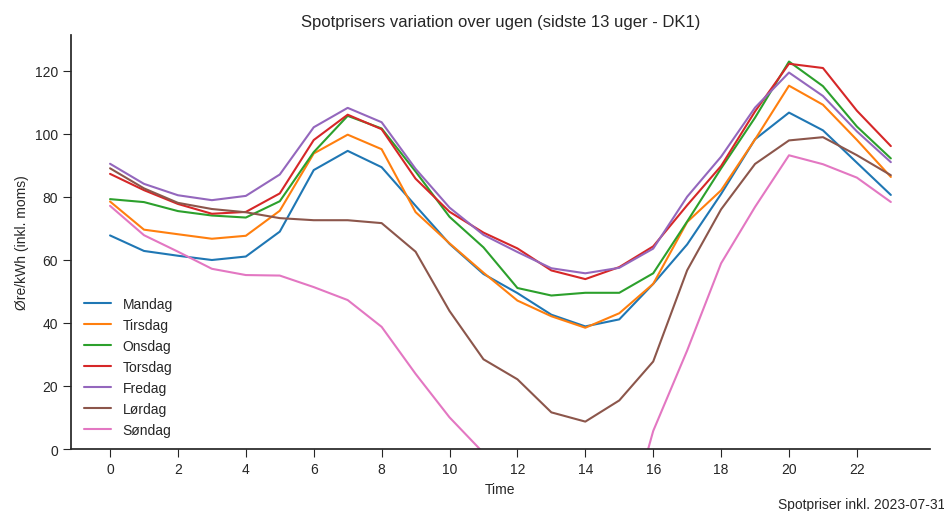 Spotprisers variation over ugen (sidste 13 uger - DK1)
Øre/kWh (inkl. moms)
120
100
80
60
40
20
0
Mandag
Tirsdag
Onsdag
Torsdag
Fredag
Lørdag
Søndag
0 2 4 6 8 10 12 14 16 18 20 22
Time
Spotpriser inkl. 2023-07-31